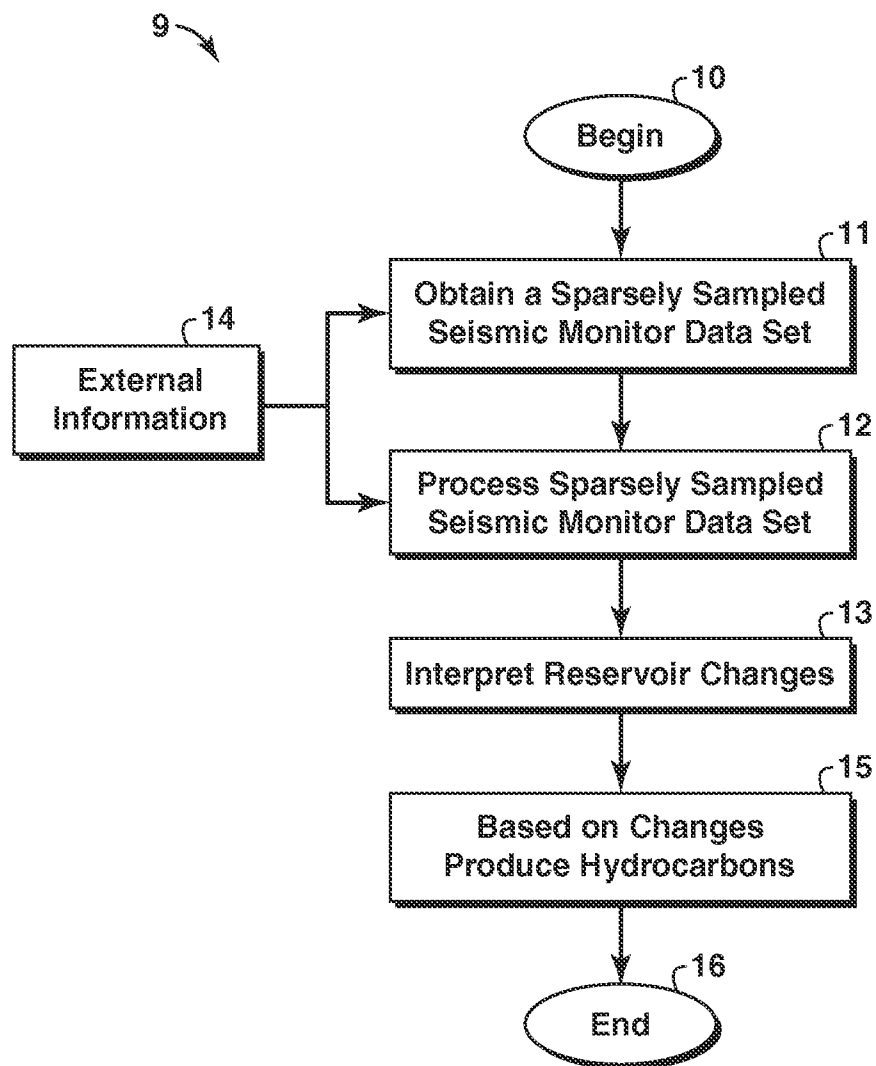 9
10
Begin
11
Obtain a Sparsely Sampled
Seismic Monitor Data Set
14
External
Information
12
Process Sparsely Sampled
Seismic Monitor Data Set
13
Interpret Reservoir Changes
15
Based on Changes
Produce Hydrocarbons
16
End